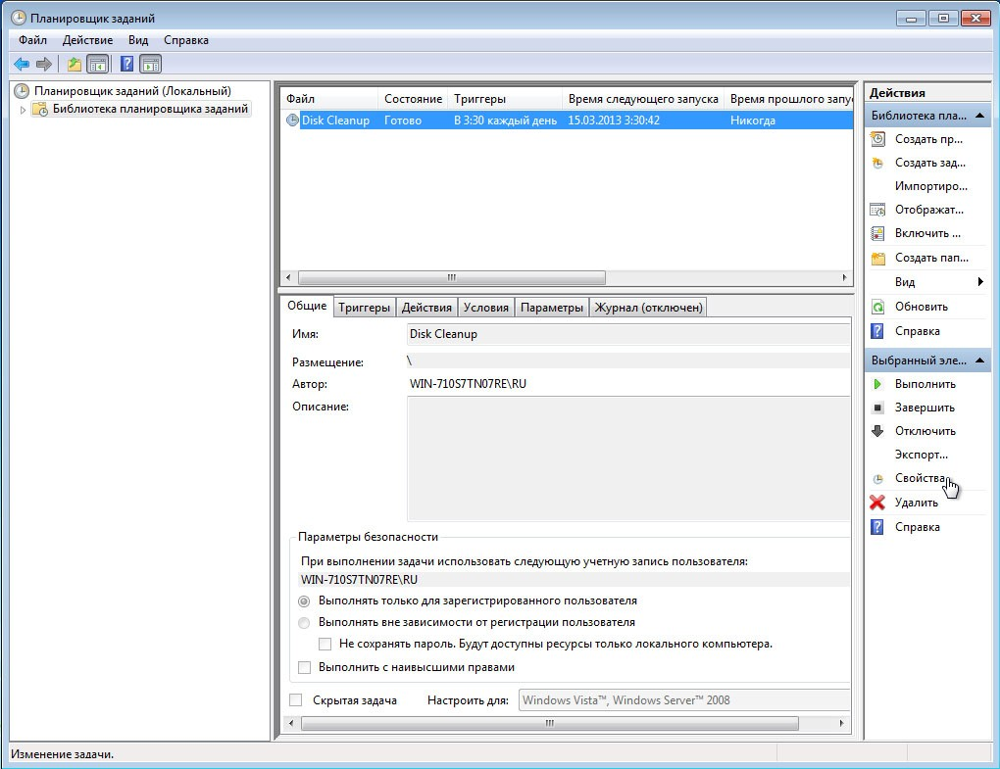 Планировщик заданий
Файл Действие Вид Справка
Планировщик заданий (Локальный)
Библиотека планировщика заданий
Файл Состояние Триггеры Время следующего запуска Время прошлого запу
Disk Cleanup Готово В 3:30 каждый день 15.03.2013 3:30:42 Никогда
Общие Триггеры Действия Условия Параметры Журнал (отключен)
Имя: Disk Cleanup
Размещение: \
Автор: WIN-710S7TN07RE\RU
Описание:
Параметры безопасности
При выполнении задачи использовать следующую учетную запись пользователя:
WIN-710S7TN07RE\RU
Выполнять только для зарегистрированного пользователя
Выполнять вне зависимости от регистрации пользователя
Не сохранять пароль. Будут доступны ресурсы только локального компьютера.
Выполнить с наивысшими правами
Скрытая задача Настроить для: Windows Vista™, Windows Server™ 2008
Действия
Библиотека пла...
Создать пр...
Создать зад...
Импортиро...
Отображат...
Включить ...
Создать пап...
Вид
Обновить
Справка
Выбранный эле...
Выполнить
Завершить
Отключить
Экспорт...
Свойства
Удалить
Справка
Изменение задачи.